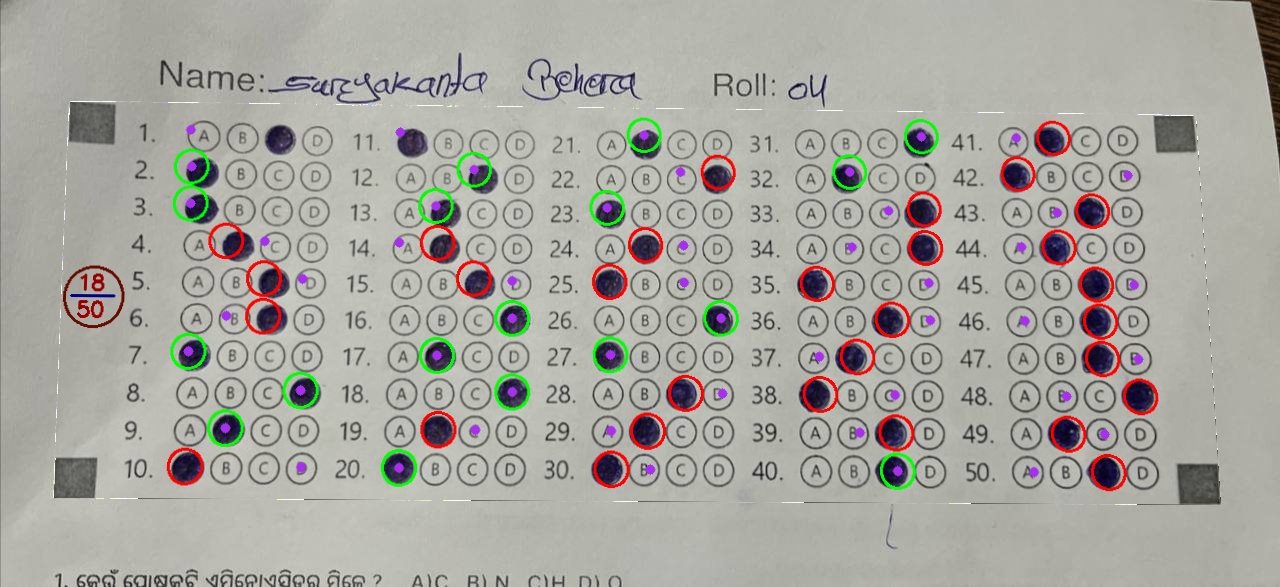 Name: Suryakanta Behera Roll: 04
1. A B D 11. B C D 21. A C D 31. A B C 41. A C D
2. B C D 12. A B D 22. A B C 32. A C D 42. B C D
3. B C D 13. A C D 23. B C D 33. A B C 43. A B D
4. A C D 14. A C D 24. A C D 34. A B C 44. A C D
18/50
5. A B D 15. A B D 25. B C D 35. B C D 45. A B D
6. A B D 16. A B C 26. A B C 36. A B D 46. A B D
7. B C D 17. A C D 27. B C D 37. A C D 47. A B D
8. A B C 18. A B C 28. A B D 38. B C D 48. A B C
9. A C D 19. A C D 29. A C D 39. A B D 49. A C D
10. B C D 20. B C D 30. B C D 40. A B D 50. A B D
1. କେଉଁ ମିଳେ ? A)C B) N C)H D) O